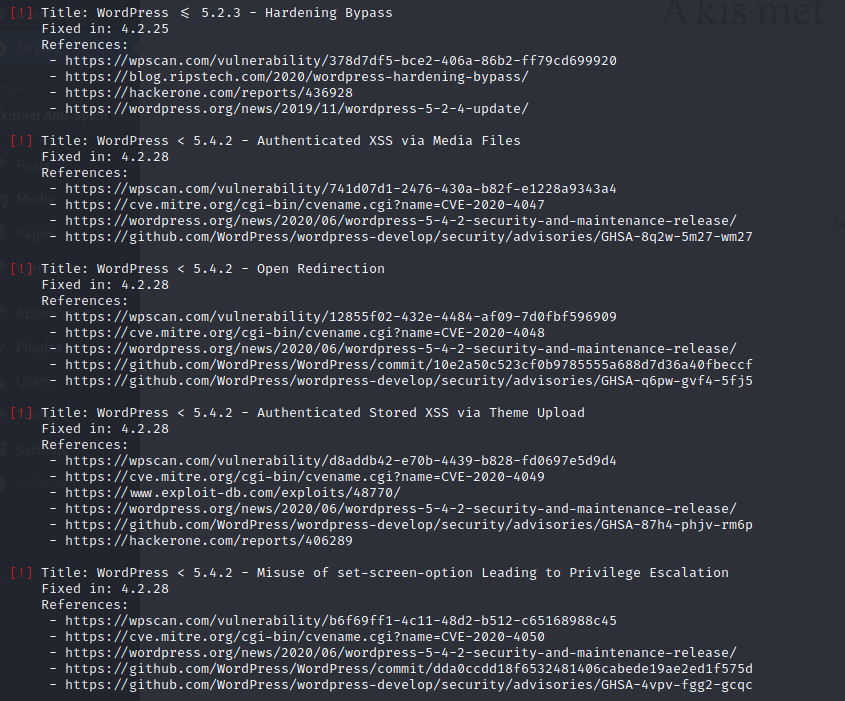 A·kis·met
[!] Title: WordPress <= 5.2.3 - Hardening Bypass
Fixed in: 4.2.25
References:
- https://wpscan.com/vulnerability/378d7df5-bce2-406a-86b2-ff79cd699920
- https://blog.ripstech.com/2020/wordpress-hardening-bypass/
- https://hackerone.com/reports/436928
- https://wordpress.org/news/2019/11/wordpress-5-2-4-update/
[!] Title: WordPress < 5.4.2 - Authenticated XSS via Media Files
Fixed in: 4.2.28
References:
- https://wpscan.com/vulnerability/741d07d1-2476-430a-b82f-e1228a9343a4
- https://cve.mitre.org/cgi-bin/cvename.cgi?name=CVE-2020-4047
- https://wordpress.org/news/2020/06/wordpress-5-4-2-security-and-maintenance-release/
- https://github.com/WordPress/wordpress-develop/security/advisories/GHSA-8q2w-5m27-wm27
[!] Title: WordPress < 5.4.2 - Open Redirection
Fixed in: 4.2.28
References:
- https://wpscan.com/vulnerability/12855f02-432e-4484-af09-7d0fbf596909
- https://cve.mitre.org/cgi-bin/cvename.cgi?name=CVE-2020-4048
- https://wordpress.org/news/2020/06/wordpress-5-4-2-security-and-maintenance-release/
- https://github.com/WordPress/WordPress/commit/10e2a50c523cf0b9785555a688d7d36a40fbeccf
- https://github.com/WordPress/wordpress-develop/security/advisories/GHSA-q6pw-gvf4-5fj5
[!] Title: WordPress < 5.4.2 - Authenticated Stored XSS via Theme Upload
Fixed in: 4.2.28
References:
- https://wpscan.com/vulnerability/d8addb42-e70b-4439-b828-fd0697e5d9d4
- https://cve.mitre.org/cgi-bin/cvename.cgi?name=CVE-2020-4049
- https://www.exploit-db.com/exploits/48770/
- https://wordpress.org/news/2020/06/wordpress-5-4-2-security-and-maintenance-release/
- https://github.com/WordPress/wordpress-develop/security/advisories/GHSA-87h4-phjv-rm6p
- https://hackerone.com/reports/406289
[!] Title: WordPress < 5.4.2 - Misuse of set-screen-option Leading to Privilege Escalation
Fixed in: 4.2.28
References:
- https://wpscan.com/vulnerability/b6f69ff1-4c11-48d2-b512-c65168988c45
- https://cve.mitre.org/cgi-bin/cvename.cgi?name=CVE-2020-4050
- https://wordpress.org/news/2020/06/wordpress-5-4-2-security-and-maintenance-release/
- https://github.com/WordPress/WordPress/commit/dda0ccdd18f6532481406cabede19ae2ed1f575d
- https://github.com/WordPress/wordpress-develop/security/advisories/GHSA-4vpv-fgg2-gcqc